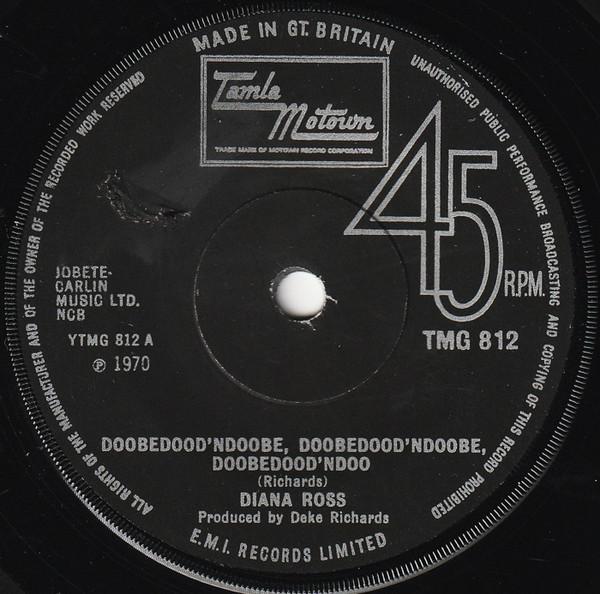 MADE IN GT. BRITAIN
Tamla
Motown
TRADE MARK OF MOTOWN RECORD CORPORATION
UNAUTHORISED PUBLIC PERFORMANCE BROADCASTING AND COPYING OF THIS RECORD PROHIBITED
ALL RIGHTS OF THE MANUFACTURER AND OF THE OWNER OF THE RECORDED WORK RESERVED
45
R.P.M.
JOBETE-
CARLIN
MUSIC LTD.
NCB
YTMG 812 A
℗ 1970
TMG 812
DOOBEDOOD'NDOOBE, DOOBEDOOD'NDOOBE,
DOOBEDOOD'NDOO
(Richards)
DIANA ROSS
Produced by Deke Richards
E.M.I. RECORDS LIMITED